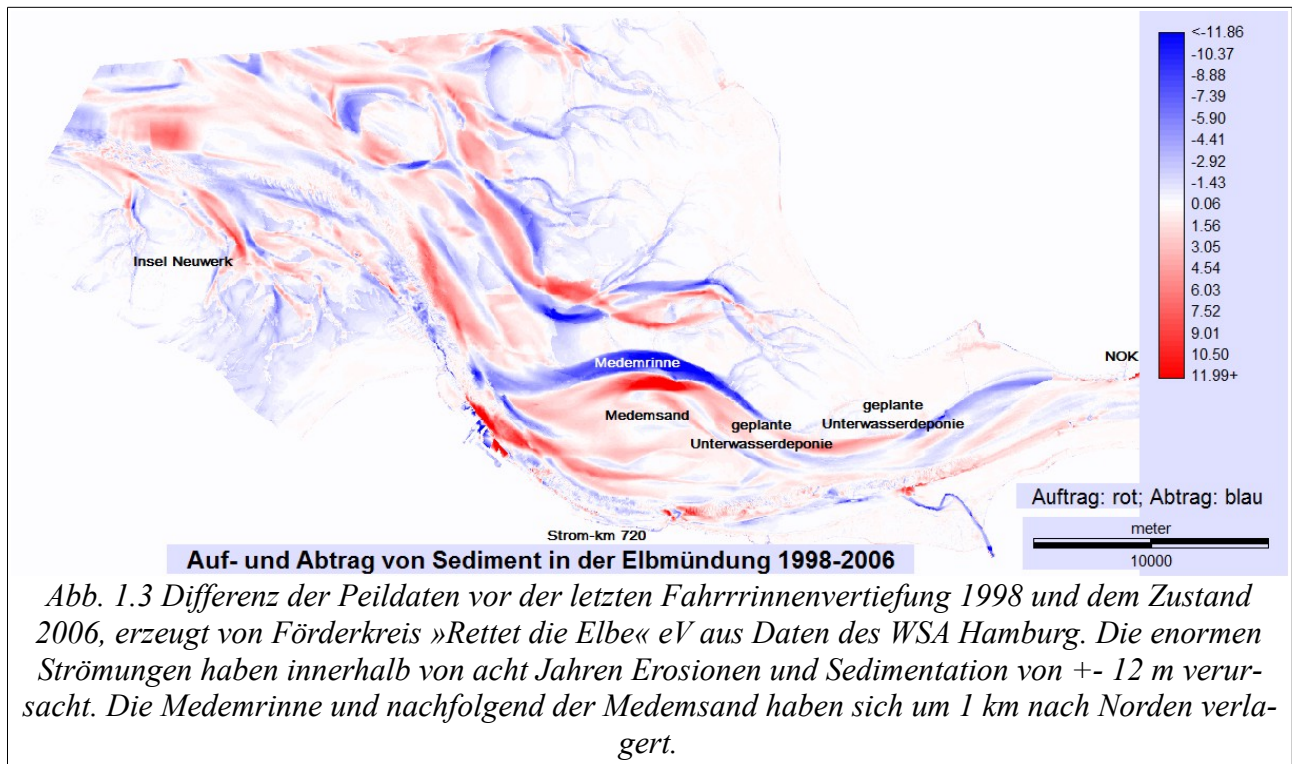 <-11.86
-10.37
-8.88
-7.39
-5.90
-4.41
-2.92
-1.43
0.06
1.56
3.05
4.54
6.03
7.52
9.01
10.50
11.99+
Insel Neuwerk
NOK
Medemrinne
geplante
Unterwasserdeponie
Medemsand
geplante
Unterwasserdeponie
Auftrag: rot; Abtrag: blau
meter
10000
Strom-km 720
Auf- und Abtrag von Sediment in der Elbmündung 1998-2006
Abb. 1.3 Differenz der Peildaten vor der letzten Fahrrrinnenvertiefung 1998 und dem Zustand
2006, erzeugt von Förderkreis »Rettet die Elbe« eV aus Daten des WSA Hamburg. Die enormen
Strömungen haben innerhalb von acht Jahren Erosionen und Sedimentation von +- 12 m verur-
sacht. Die Medemrinne und nachfolgend der Medemsand haben sich um 1 km nach Norden verla-
gert.